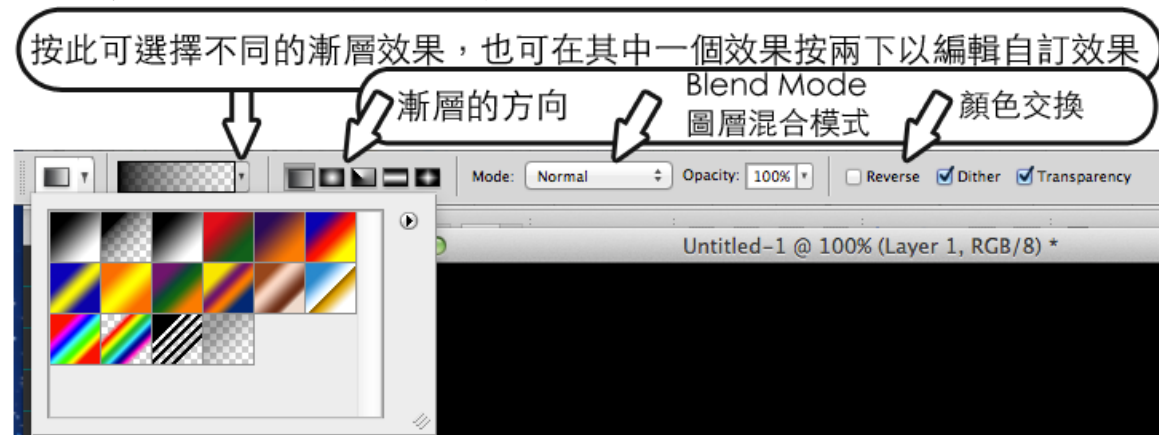 按此可選擇不同的漸層效果，也可在其中一個效果按兩下以編輯自訂效果
漸層的方向
Blend Mode
圖層混合模式
顏色交換
Mode: Normal Opacity: 100% Reverse Dither Transparency
Untitled-1 @ 100% (Layer 1, RGB/8) *